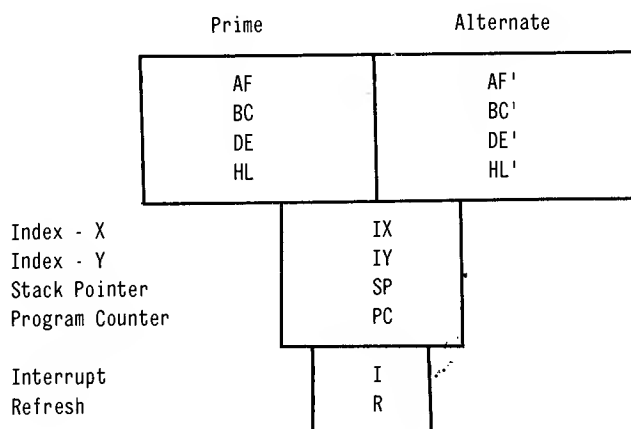 Prime Alternate
AF AF'
BC BC'
DE DE'
HL HL'
Index - X IX
Index - Y IY
Stack Pointer SP
Program Counter PC
Interrupt I
Refresh R